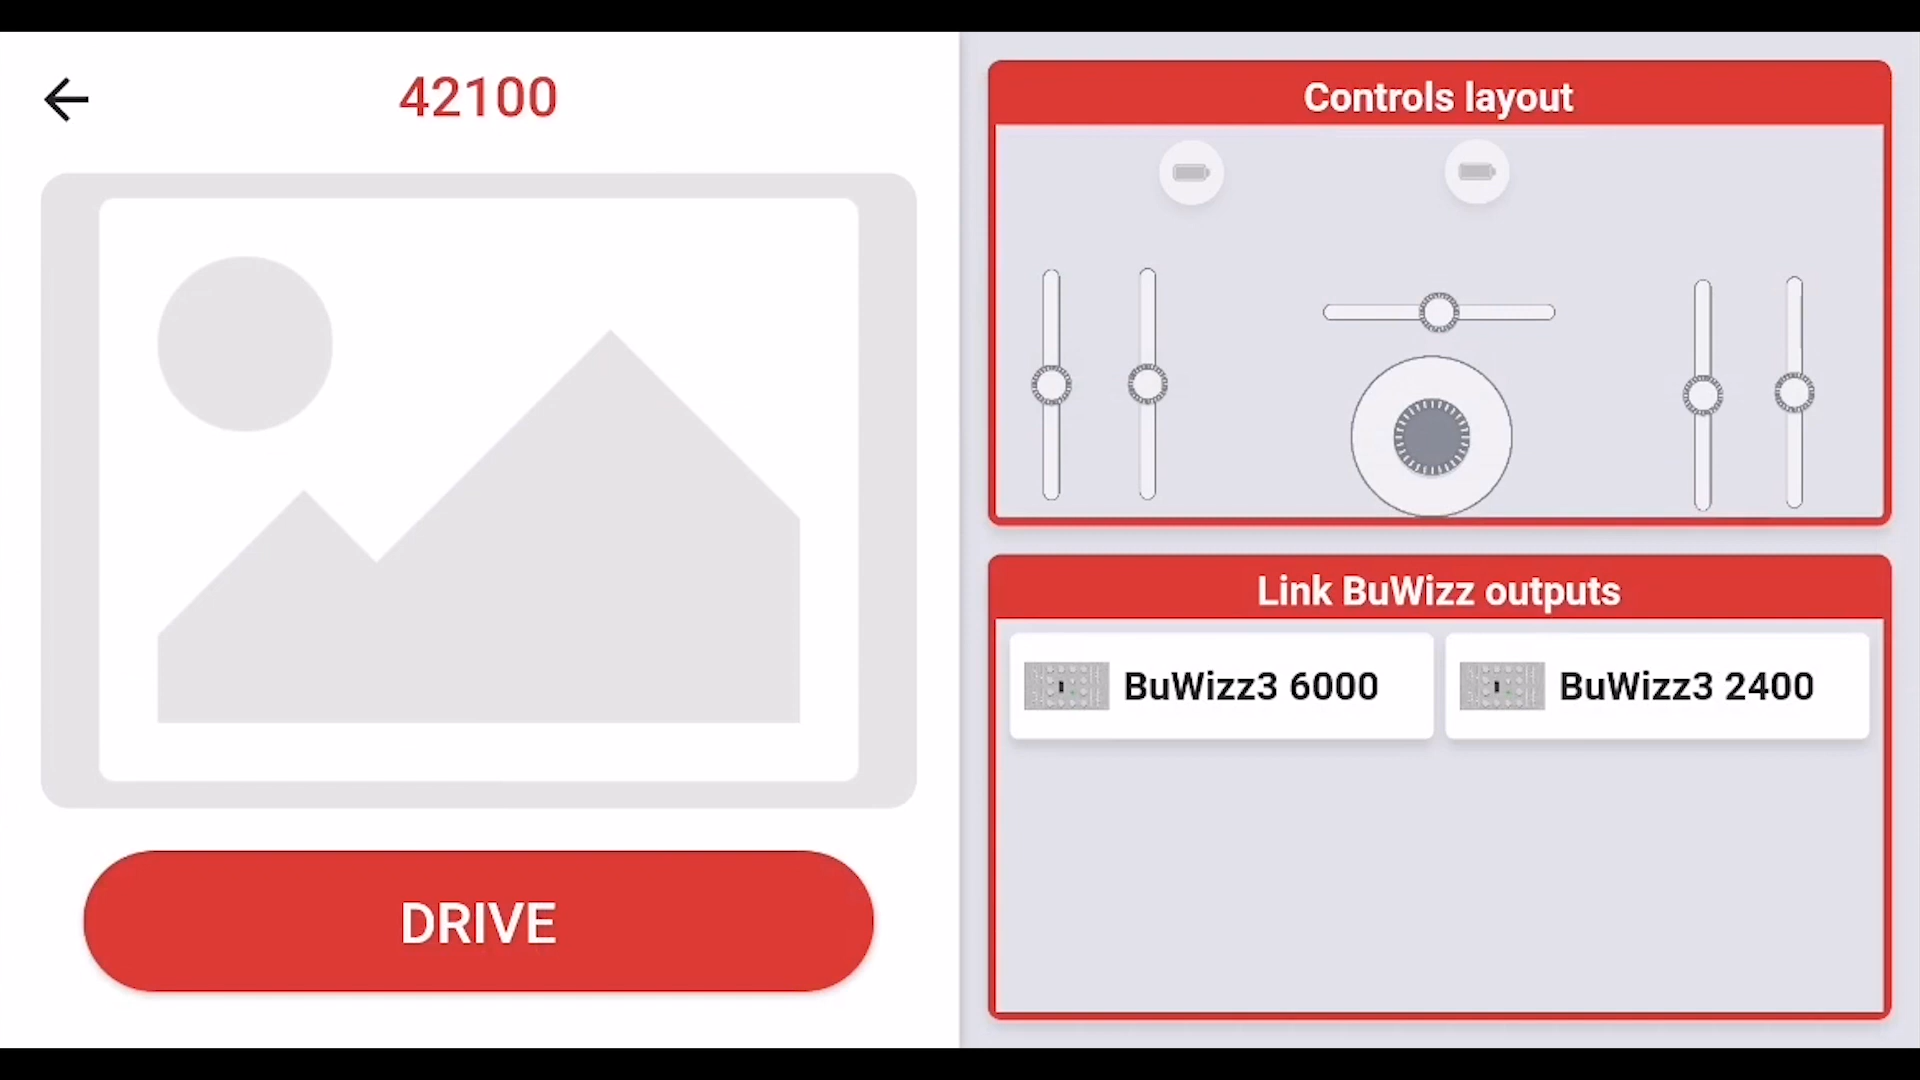 42100
DRIVE
Controls layout
Link BuWizz outputs
BuWizz3 6000
BuWizz3 2400